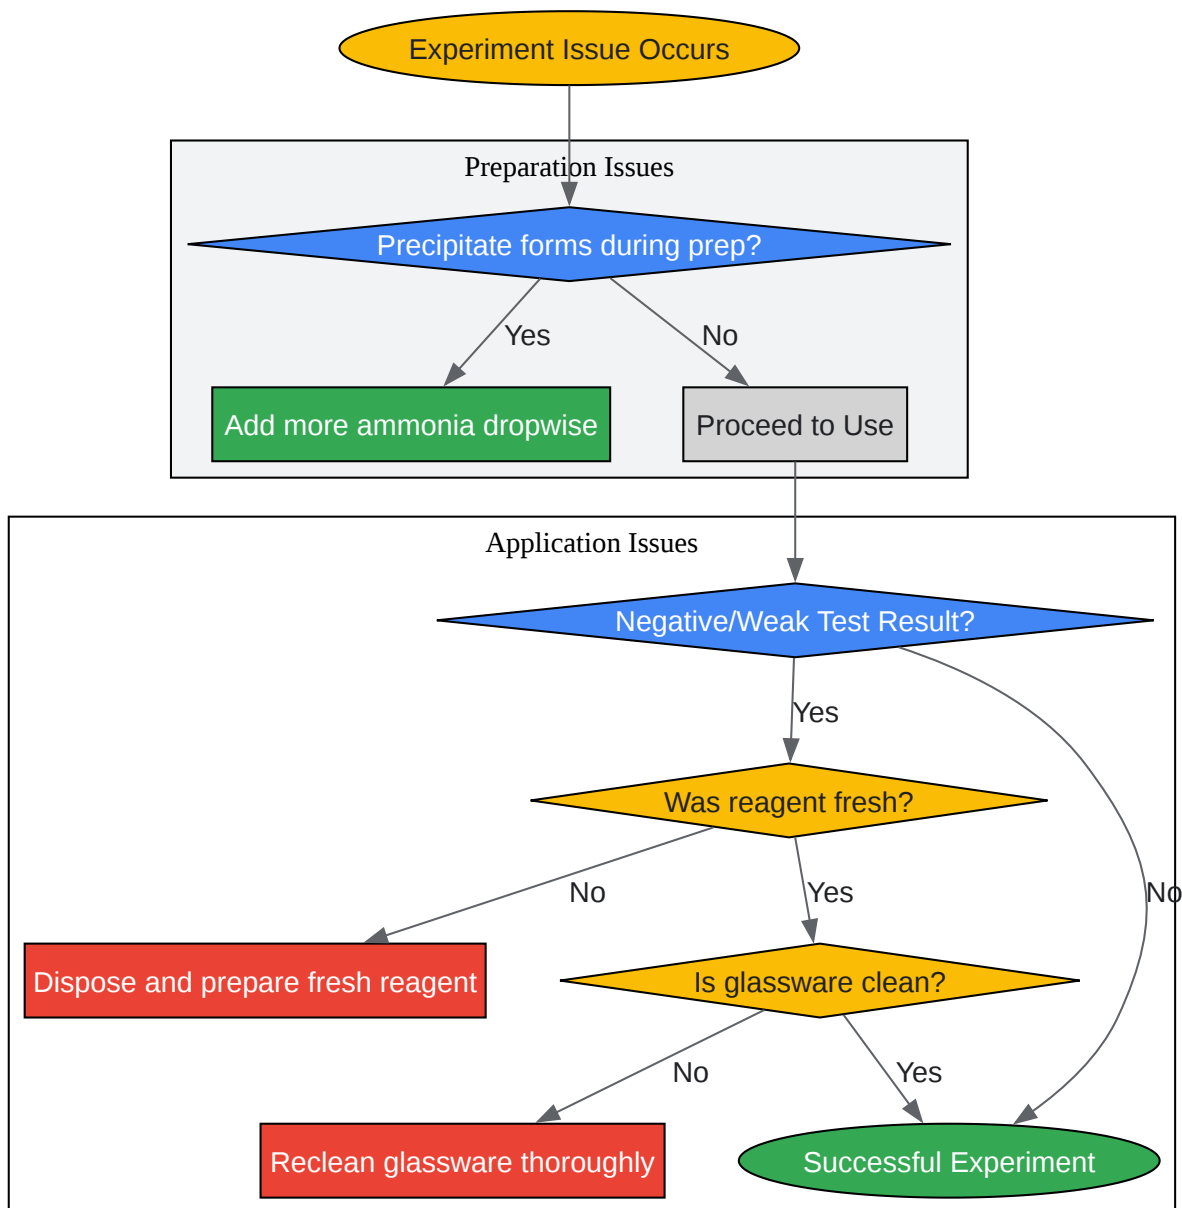 Experiment Issue Occurs
Preparation Issues
Precipitate forms during prep?
Yes
No
Add more ammonia dropwise
Proceed to Use
Application Issues
Negative/Weak Test Result?
Yes
Was reagent fresh?
No
Yes
No
Dispose and prepare fresh reagent
Is glassware clean?
No
Yes
Reclean glassware thoroughly
Successful Experiment